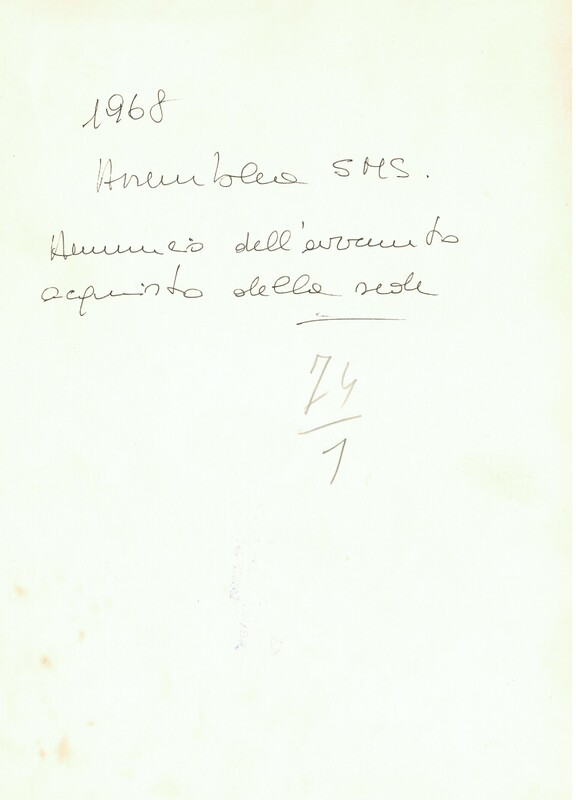 1968
Assemblea SMS.
Annuncio dell'avvenuto
acquisto della sede
74
1